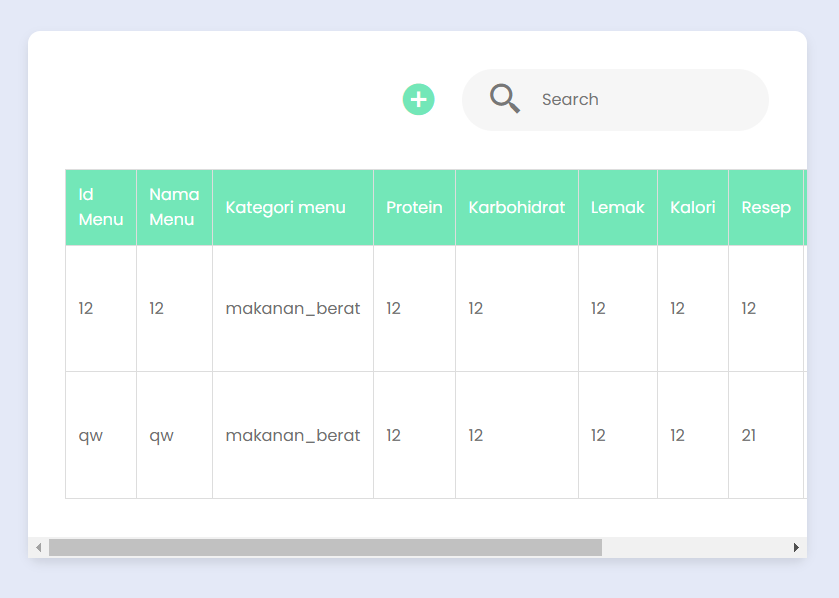 Search
Id Menu Nama Menu Kategori menu Protein Karbohidrat Lemak Kalori Resep
12 12 makanan_berat 12 12 12 12 12
qw qw makanan_berat 12 12 12 12 21